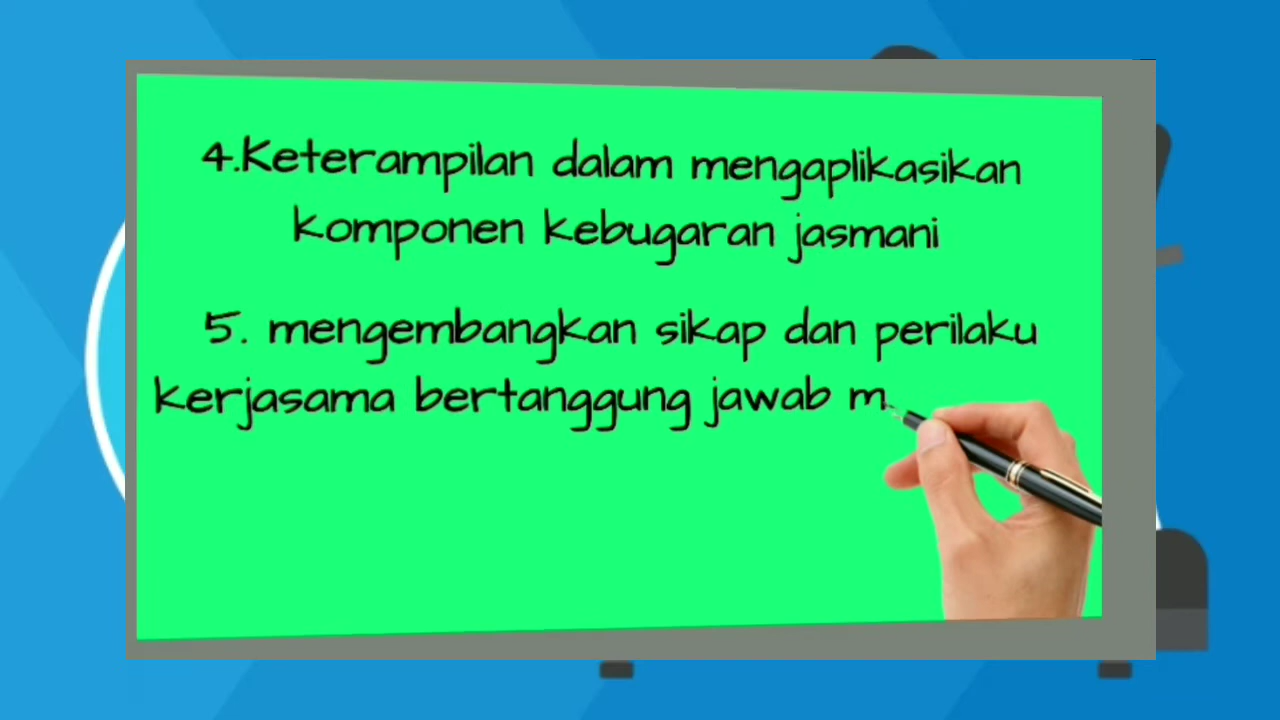 4.Keterampilan dalam mengaplikasikan
komponen kebugaran jasmani
5. mengembangkan sikap dan perilaku
kerjasama bertanggung jawab m